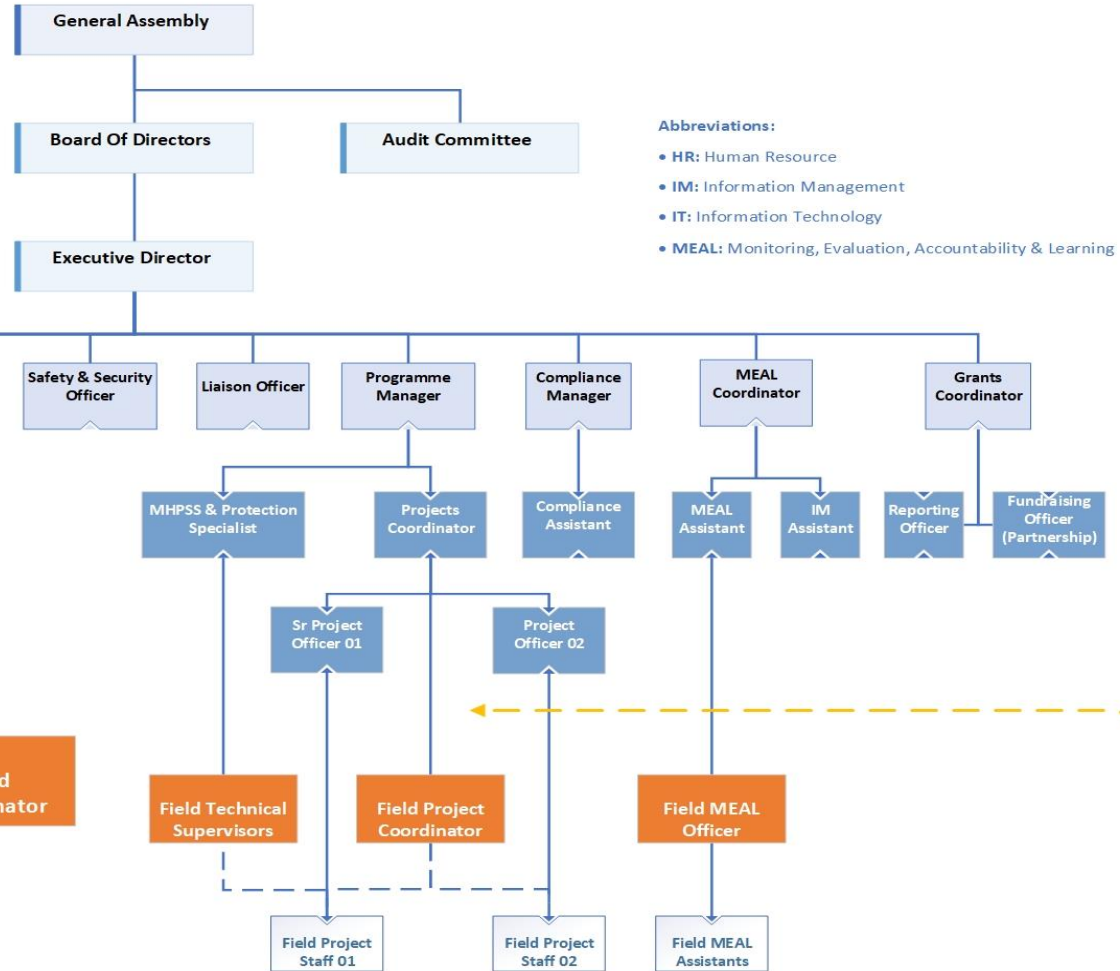 General Assembly
Board Of Directors
Audit Committee
Abbreviations:
• HR: Human Resource
• IM: Information Management
• IT: Information Technology
• MEAL: Monitoring, Evaluation, Accountability & Learning
Executive Director
Safety & Security
Officer
Liaison Officer
Programme
Manager
Compliance
Manager
MEAL
Coordinator
Grants
Coordinator
MHPSS & Protection
Specialist
Projects
Coordinator
Compliance
Assistant
MEAL
Assistant
IM
Assistant
Reporting
Officer
Fundraising
Officer
(Partnership)
Sr Project
Officer 01
Project
Officer 02
Field Technical
Supervisors
Field Project
Coordinator
Field MEAL
Officer
Field Project
Staff 01
Field Project
Staff 02
Field MEAL
Assistants